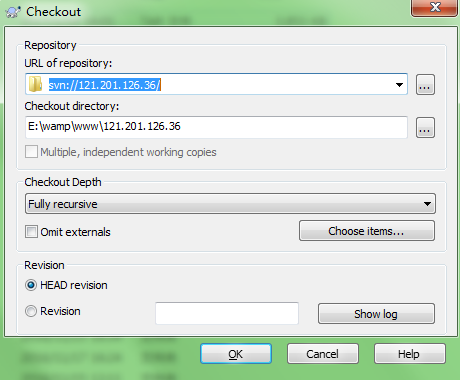 Checkout
Repository
URL of repository:
svn://121.201.126.36/
...
Checkout directory:
E:\wamp\www\121.201.126.36
...
Multiple, independent working copies
Checkout Depth
Fully recursive
Omit externals
Choose items...
Revision
HEAD revision
Revision
Show log
OK
Cancel
Help